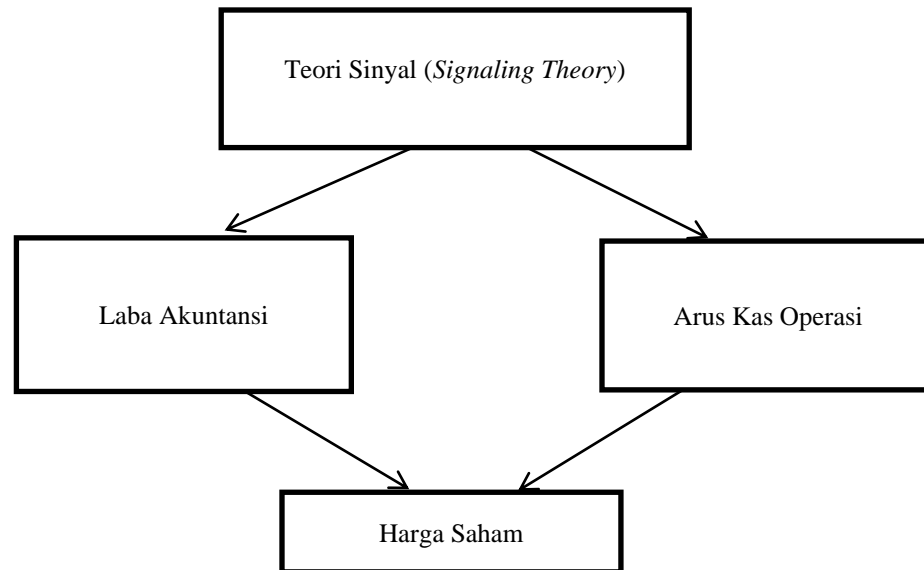 Teori Sinyal (Signaling Theory)
Laba Akuntansi
Arus Kas Operasi
Harga Saham